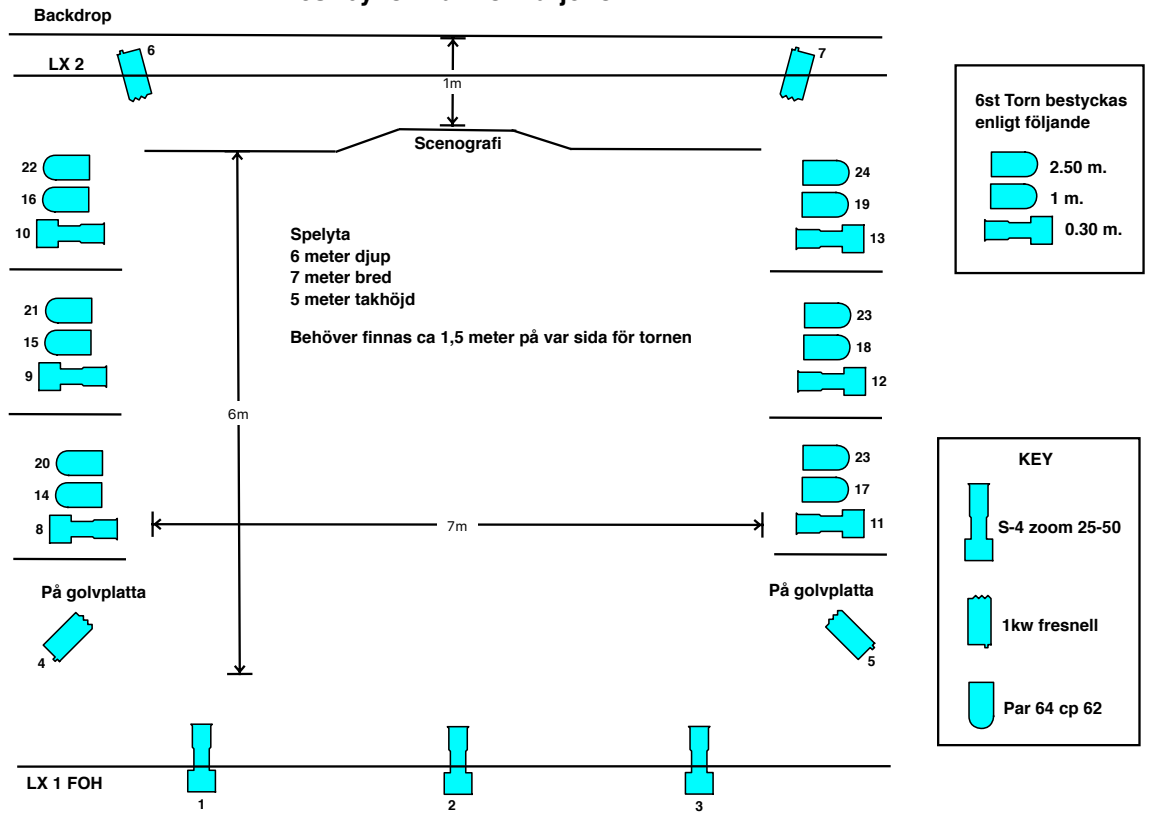 Backdrop
6
7
LX 2
1m
Scenografi
22
16
10
24
19
13
Spelyta
6 meter djup
7 meter bred
5 meter takhöjd
Behöver finnas ca 1,5 meter på var sida för tornen
21
15
9
23
18
12
6m
20
14
8
23
17
11
7m
På golvplatta
4
På golvplatta
5
LX 1 FOH
1
2
3
6st Torn bestyckas
enligt följande
2.50 m.
1 m.
0.30 m.
KEY
S-4 zoom 25-50
1kw fresnell
Par 64 cp 62